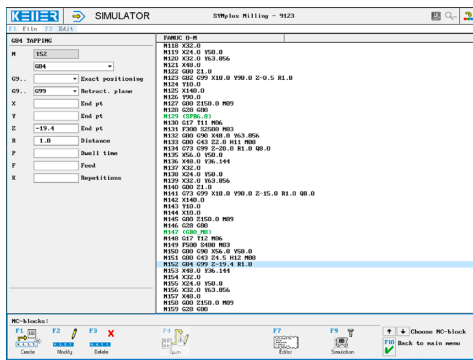 KELLER SIMULATOR SYMplus Milling - 9123
F1 File F2 Edit
G84 TAPPING
N 152
G84
G9.. Exact positioning
G9.. G99 Retract. plane
X End pt
Y End pt
Z -19.4 End pt
R 1.0 Distance
P Dwell time
F Feed
K Repetitions
FANUC 0-M
N118 X32.0
N119 X24.0 Y50.0
N120 X32.0 Y63.856
N121 X48.0
N122 G00 Z1.0
N123 G82 G99 X10.0 Y90.0 Z-0.5 R1.0
N124 Y10.0
N125 X140.0
N126 Y90.0
N127 G00 Z150.0 M09
N128 G28 G80
N129 (SPB6.8)
N130 G17 T11 M06
N131 F300 S2500 M03
N132 G00 G90 X48.0 Y63.856
N133 G00 G43 Z2.0 H11 M08
N134 G73 G99 Z-20.0 R1.0 Q8.0
N135 X56.0 Y50.0
N136 X48.0 Y36.144
N137 X32.0
N138 X24.0 Y50.0
N139 X32.0 Y63.856
N140 G00 Z1.0
N141 G73 G99 X10.0 Y90.0 Z-15.0 R1.0 Q8.0
N142 X140.0
N143 Y10.0
N144 X10.0
N145 G00 Z150.0 M09
N146 G28 G80
N147 (GBO_M8)
N148 G17 T12 M06
N149 F500 S400 M03
N150 G00 G90 X56.0 Y50.0
N151 G00 G43 Z4.5 H12 M08
N152 G84 G99 Z-19.4 R1.0
N153 X48.0 Y36.144
N154 X32.0
N155 X24.0 Y50.0
N156 X32.0 Y63.856
N157 X48.0
N158 G00 Z150.0 M09
N159 G28 G80
NC-blocks:
F1 Create
F2 Modify
F3 Delete
F4
F7 Editor
F9 Simulation
Choose NC-block
F10 Back to main menu